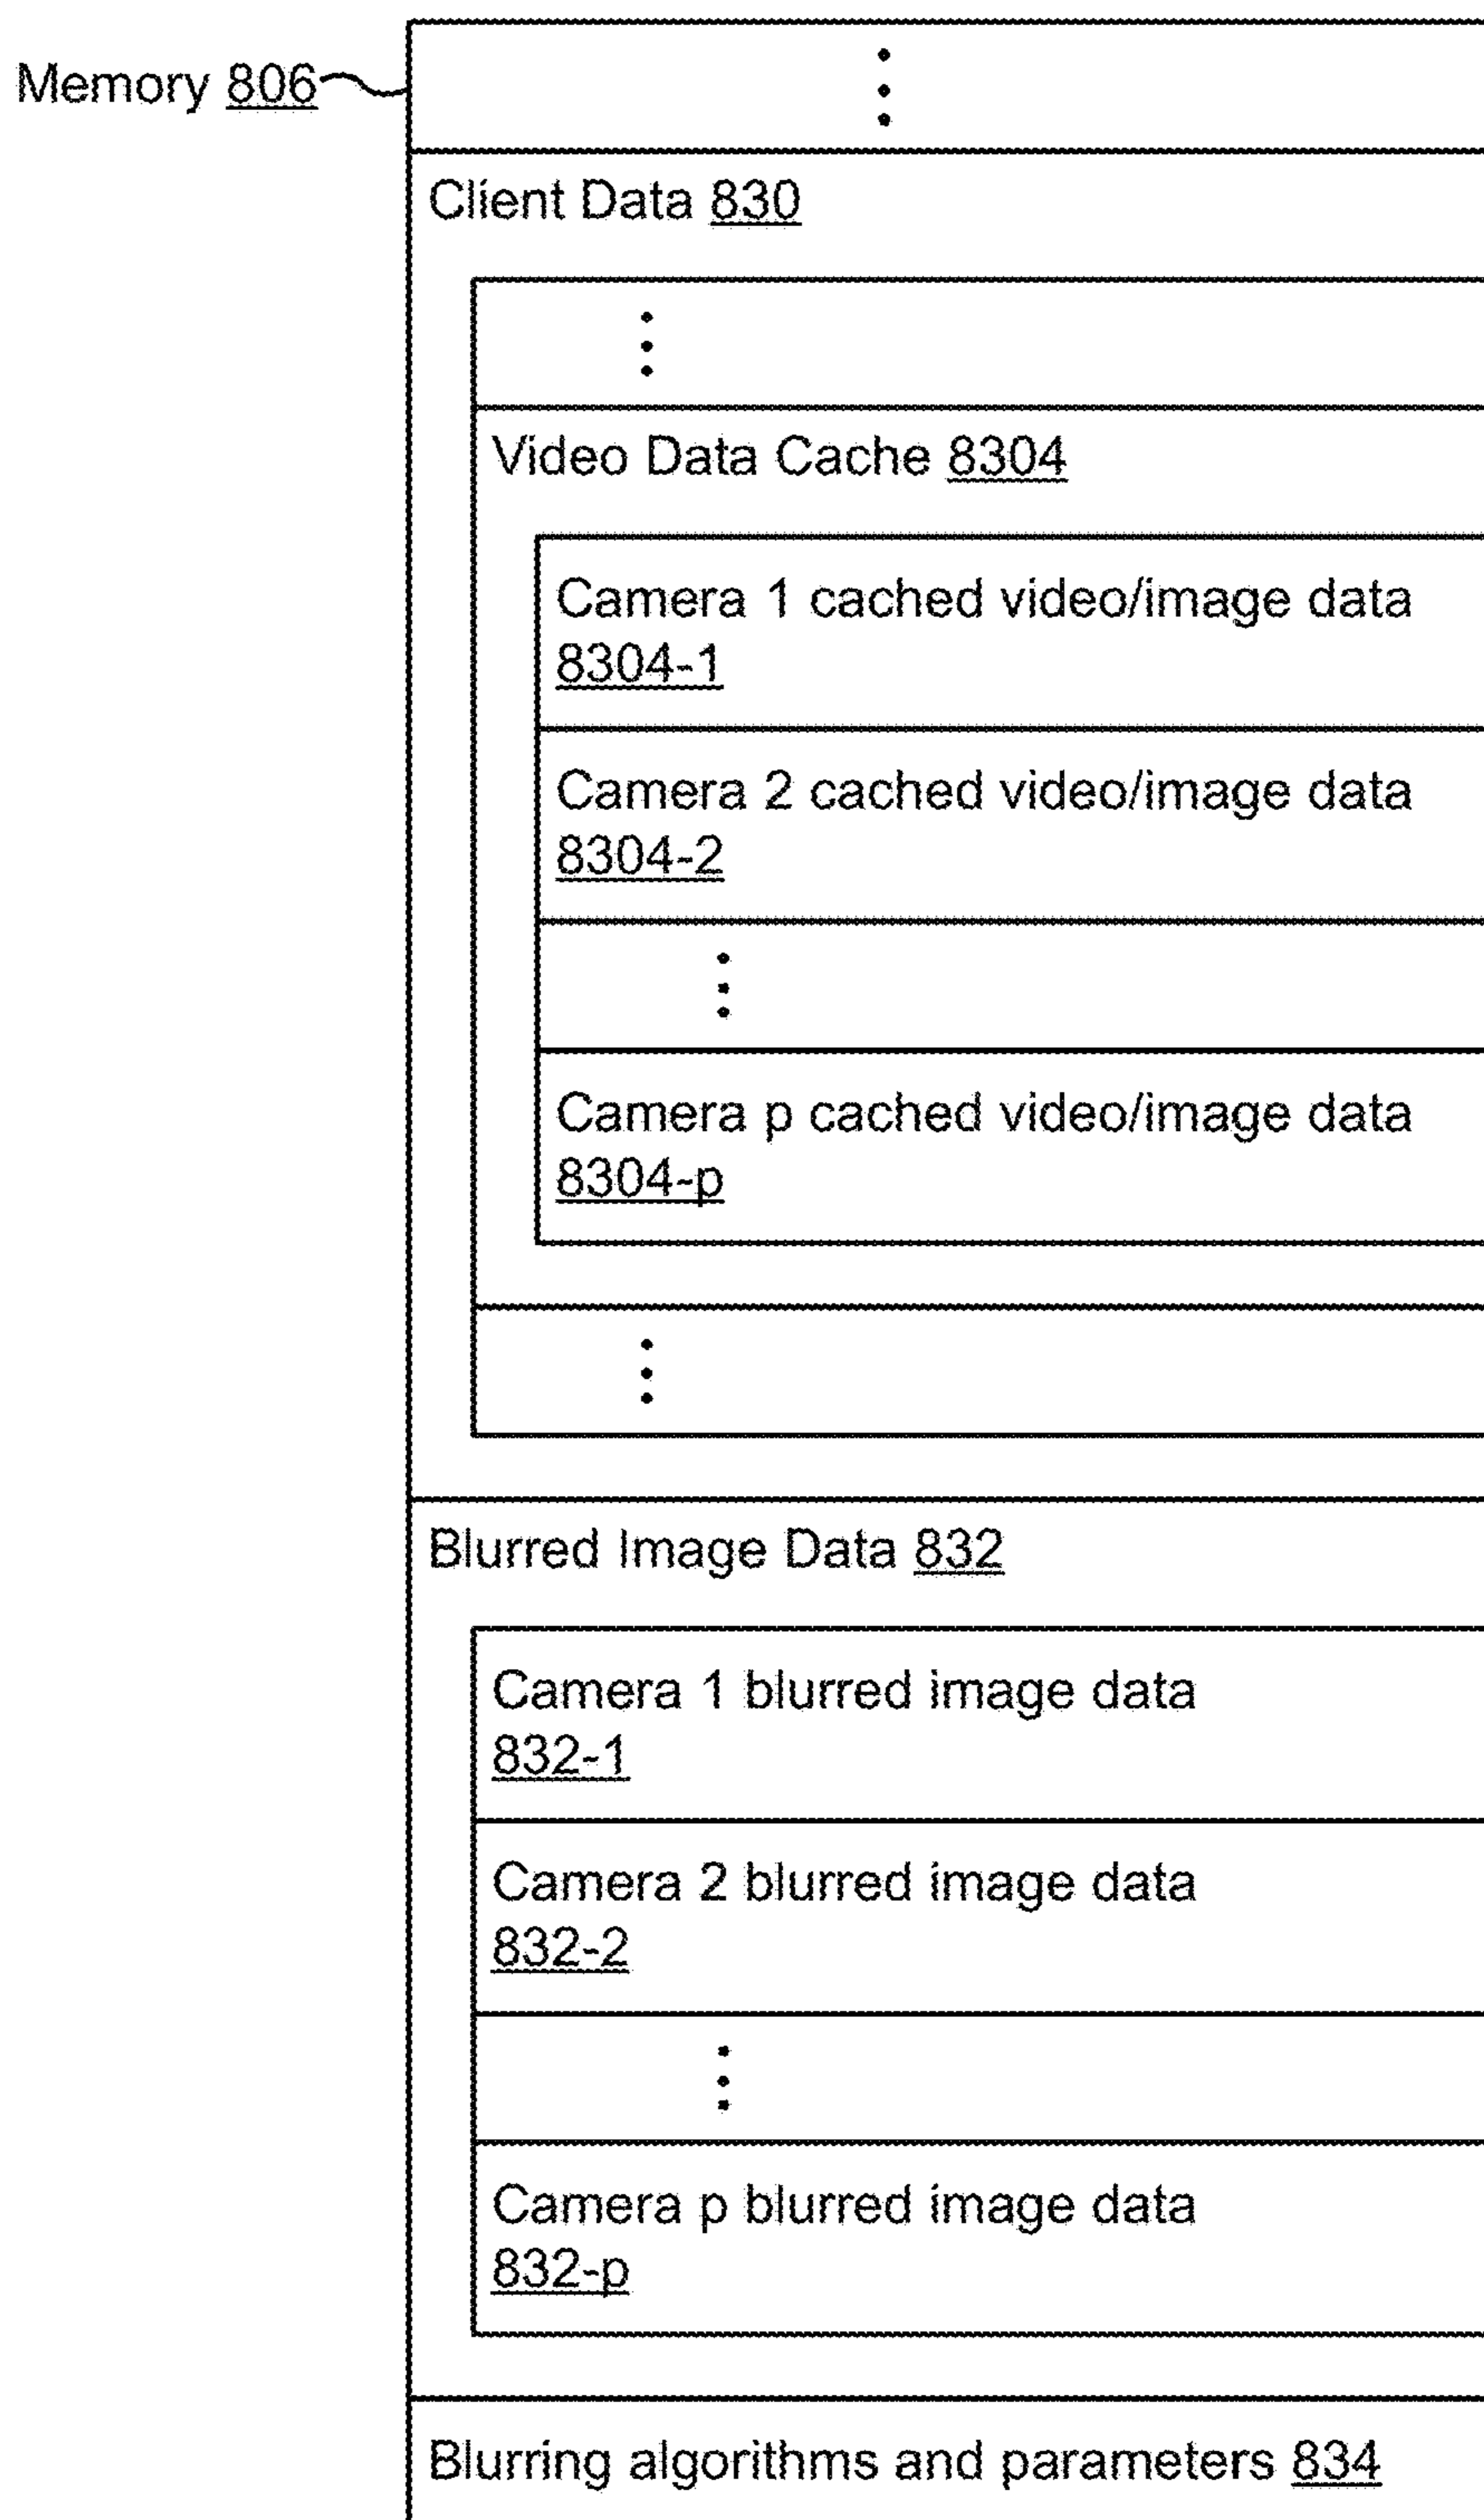 Memory 806
Client Data 830
Video Data Cache 8304
Camera 1 cached video/image data
8304-1
Camera 2 cached video/image data
8304-2
Camera p cached video/image data
8304-p
Blurred Image Data 832
Camera 1 blurred image data
832-1
Camera 2 blurred image data
832-2
Camera p blurred image data
832-p
Blurring algorithms and parameters 834